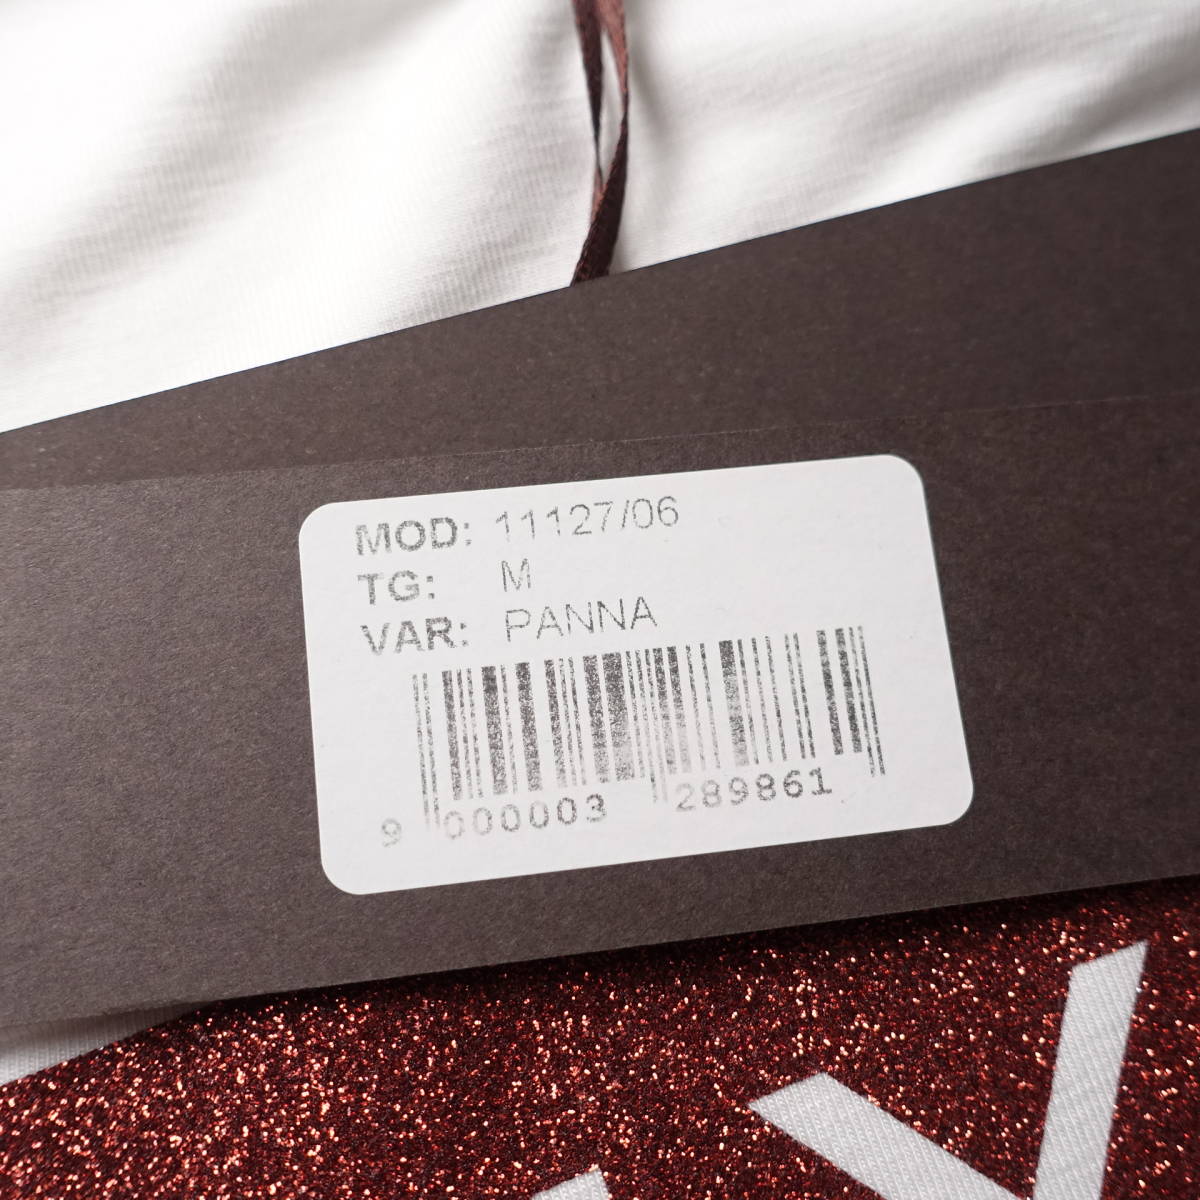 MOD: 11127/06
TG: M
VAR: PANNA
9 000003 289861